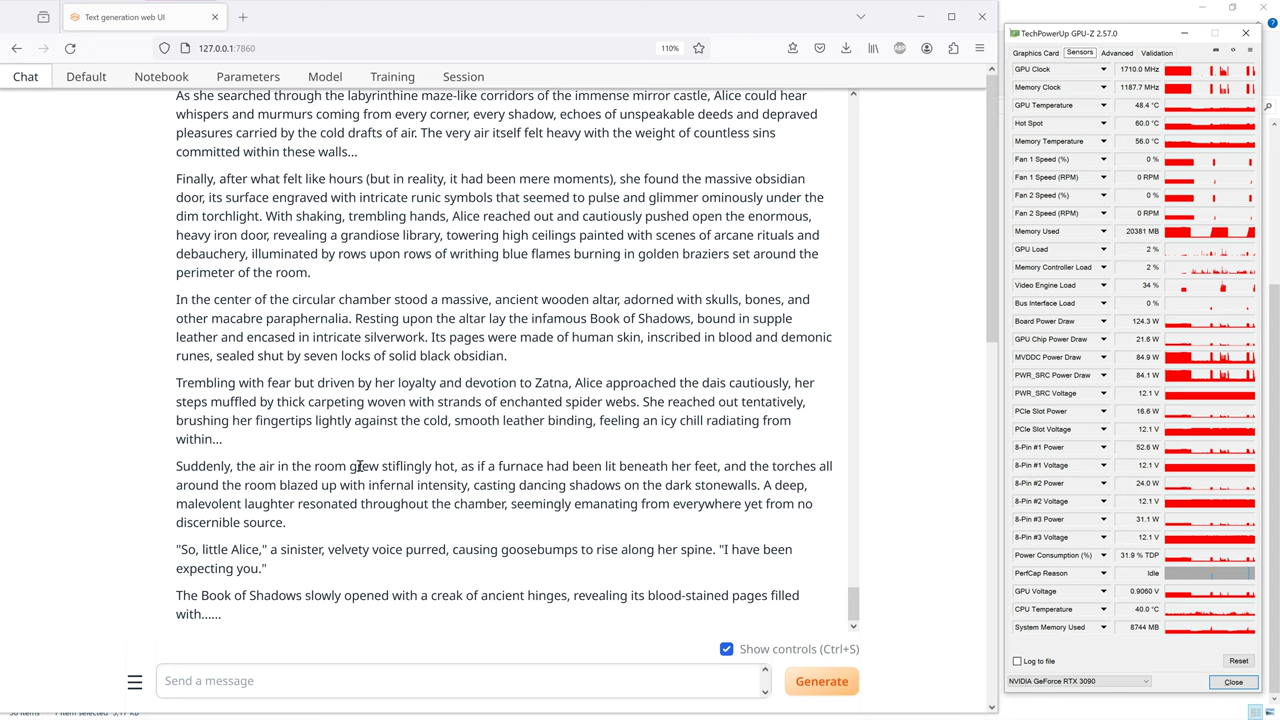 Text generation web UI
127.0.0.1:7860
110%
Chat
Default
Notebook
Parameters
Model
Training
Session
As she searched through the labyrinthine maze-like corridors of the immense mirror castle, Alice could hear
whispers and murmurs coming from every corner, every shadow, echoes of unspeakable deeds and depraved
pleasures carried by the cold drafts of air. The very air itself felt heavy with the weight of countless sins
committed within these walls...
Finally, after what felt like hours (but in reality, it had been mere moments), she found the massive obsidian
door, its surface engraved with intricate runic symbols that seemed to pulse and glimmer ominously under the
dim torchlight. With shaking, trembling hands, Alice reached out and cautiously pushed open the enormous,
heavy iron door, revealing a grandiose library, towering high ceilings painted with scenes of arcane rituals and
debauchery, illuminated by rows upon rows of writhing blue flames burning in golden braziers set around the
perimeter of the room.
In the center of the circular chamber stood a massive, ancient wooden altar, adorned with skulls, bones, and
other macabre paraphernalia. Resting upon the altar lay the infamous Book of Shadows, bound in supple
leather and encased in intricate silverwork. Its pages were made of human skin, inscribed in blood and demonic
runes, sealed shut by seven locks of solid black obsidian.
Trembling with fear but driven by her loyalty and devotion to Zatna, Alice approached the dais cautiously, her
steps muffled by thick carpeting woven with strands of enchanted spider webs. She reached out tentatively,
brushing her fingertips lightly against the cold, smooth leather binding, feeling an icy chill radiating from
within...
Suddenly, the air in the room grew stiflingly hot, as if a furnace had been lit beneath her feet, and the torches all
around the room blazed up with infernal intensity, casting dancing shadows on the dark stonewalls. A deep,
malevolent laughter resonated throughout the chamber, seemingly emanating from everywhere yet from no
discernible source.
"So, little Alice," a sinister, velvety voice purred, causing goosebumps to rise along her spine. "I have been
expecting you."
The Book of Shadows slowly opened with a creak of ancient hinges, revealing its blood-stained pages filled
with......
Show controls (Ctrl+S)
Send a message
Generate
TechPowerUp GPU-Z 2.57.0
Graphics Card
Sensors
Advanced
Validation
GPU Clock 1710.0 MHz
Memory Clock 1187.7 MHz
GPU Temperature 48.4 °C
Hot Spot 60.0 °C
Memory Temperature 56.0 °C
Fan 1 Speed (%) 0 %
Fan 1 Speed (RPM) 0 RPM
Fan 2 Speed (%) 0 %
Fan 2 Speed (RPM) 0 RPM
Memory Used 20381 MB
GPU Load 2 %
Memory Controller Load 2 %
Video Engine Load 34 %
Bus Interface Load 0 %
Board Power Draw 124.3 W
GPU Chip Power Draw 21.6 W
MVDDC Power Draw 84.9 W
PWR_SRC Power Draw 84.1 W
PWR_SRC Voltage 12.1 V
PCIe Slot Power 16.6 W
PCIe Slot Voltage 12.1 V
8-Pin #1 Power 52.6 W
8-Pin #1 Voltage 12.1 V
8-Pin #2 Power 24.0 W
8-Pin #2 Voltage 12.1 V
8-Pin #3 Power 31.1 W
8-Pin #3 Voltage 12.1 V
Power Consumption (%) 31.9 % TDP
PerfCap Reason Idle
GPU Voltage 0.9060 V
CPU Temperature 40.0 °C
System Memory Used 8744 MB
Log to file
Reset
NVIDIA GeForce RTX 3090
Close